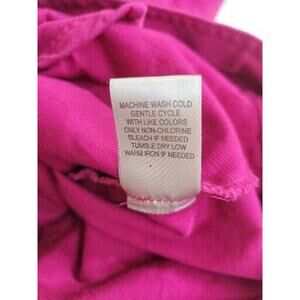 MACHINE WASH COLD
GENTLE CYCLE
WITH LIKE COLORS
ONLY NON-CHLORINE
BLEACH IF NEEDED
TUMBLE DRY LOW
WARM IRON IF NEEDED